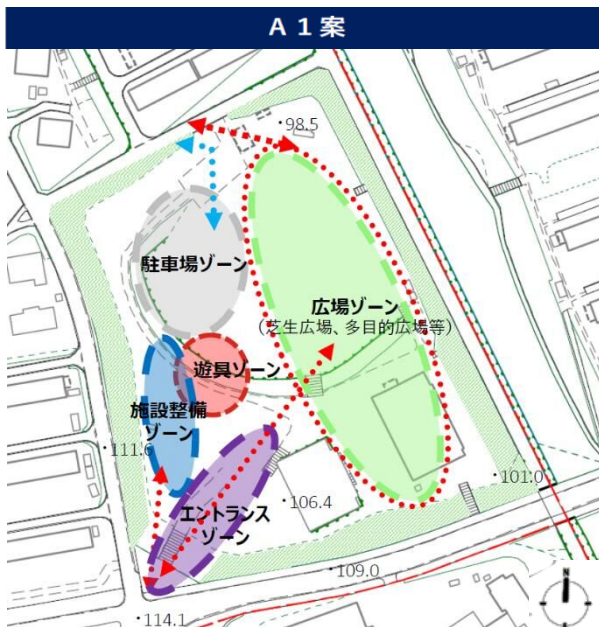 A1案
・98.5
駐車場ゾーン
広場ゾーン
(芝生広場、多目的広場等)
遊具ゾーン
施設整備
ゾーン
・111.6
・101.0
エントランス
ゾーン
・106.4
・109.0
・114.1
N